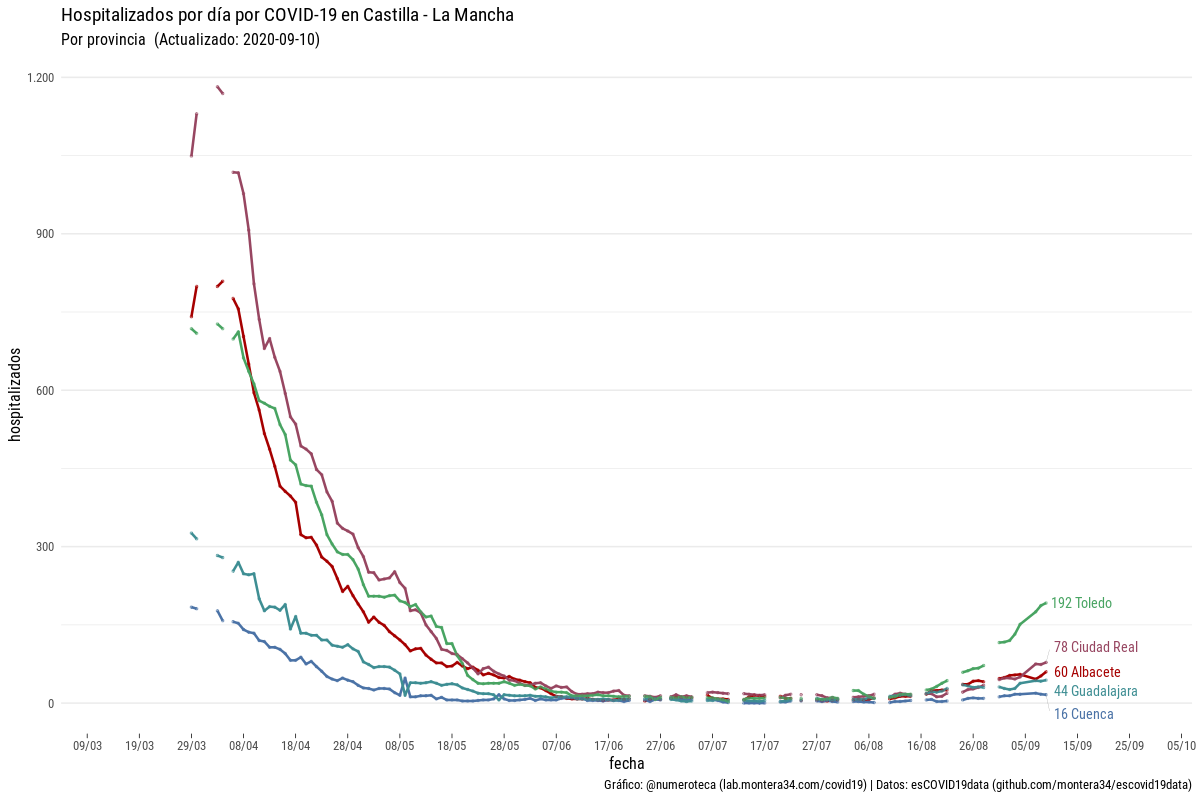 Hospitalizados por día por COVID-19 en Castilla - La Mancha
Por provincia  (Actualizado: 2020-09-10)
1.200
900
600
300
0
hospitalizados
192 Toledo
78 Ciudad Real
60 Albacete
44 Guadalajara
16 Cuenca
09/03 19/03 29/03 08/04 18/04 28/04 08/05 18/05 28/05 07/06 17/06 27/06 07/07 17/07 27/07 06/08 16/08 26/08 05/09 15/09 25/09 05/10
fecha
Gráfico: @numeroteca (lab.montera34.com/covid19) | Datos: esCOVID19data (github.com/montera34/escovid19data)